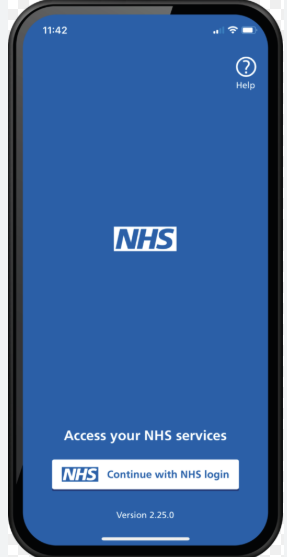 11:42
Help
NHS
Access your NHS services
NHS Continue with NHS login
Version 2.25.0